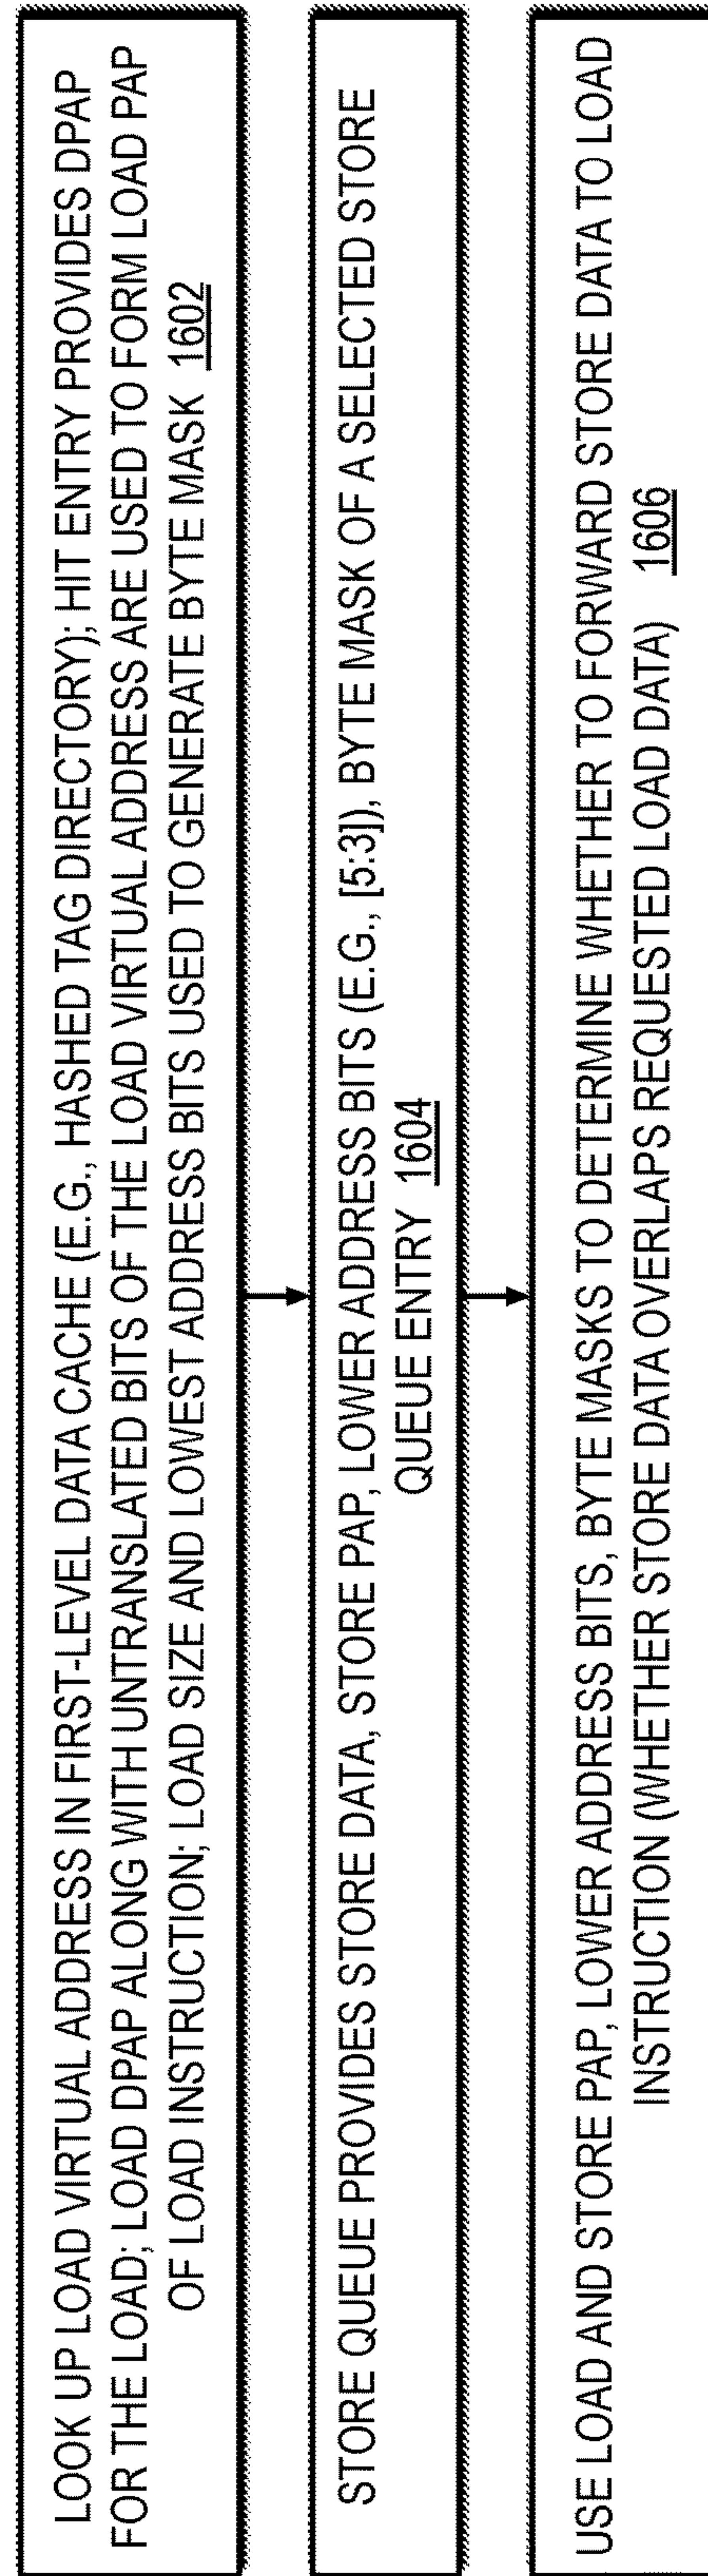 LOOK UP LOAD VIRTUAL ADDRESS IN FIRST-LEVEL DATA CACHE (E.G., HASHED TAG DIRECTORY); HIT ENTRY PROVIDES DPAP
FOR THE LOAD; LOAD DPAP ALONG WITH UNTRANSLATED BITS OF THE LOAD VIRTUAL ADDRESS ARE USED TO FORM LOAD PAP
OF LOAD INSTRUCTION; LOAD SIZE AND LOWEST ADDRESS BITS USED TO GENERATE BYTE MASK 1602
STORE QUEUE PROVIDES STORE DATA, STORE PAP, LOWER ADDRESS BITS (E.G., [5:3]), BYTE MASK OF A SELECTED STORE
QUEUE ENTRY 1604
USE LOAD AND STORE PAP, LOWER ADDRESS BITS, BYTE MASKS TO DETERMINE WHETHER TO FORWARD STORE DATA TO LOAD
INSTRUCTION (WHETHER STORE DATA OVERLAPS REQUESTED LOAD DATA) 1606